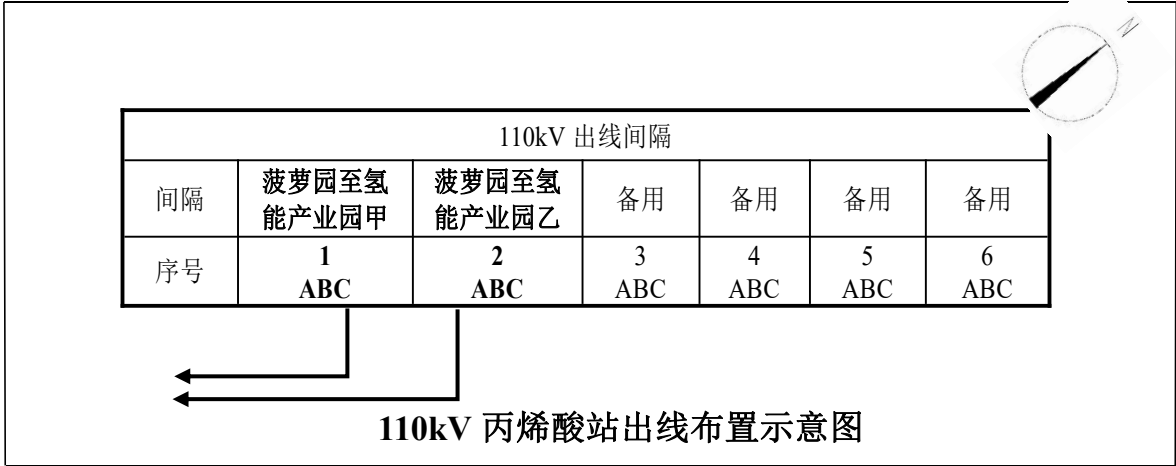 N
110kV 出线间隔
间隔 菠萝园至氢能产业园甲 菠萝园至氢能产业园乙 备用 备用 备用 备用
序号 1 ABC 2 ABC 3 ABC 4 ABC 5 ABC 6 ABC
110kV 丙烯酸站出线布置示意图